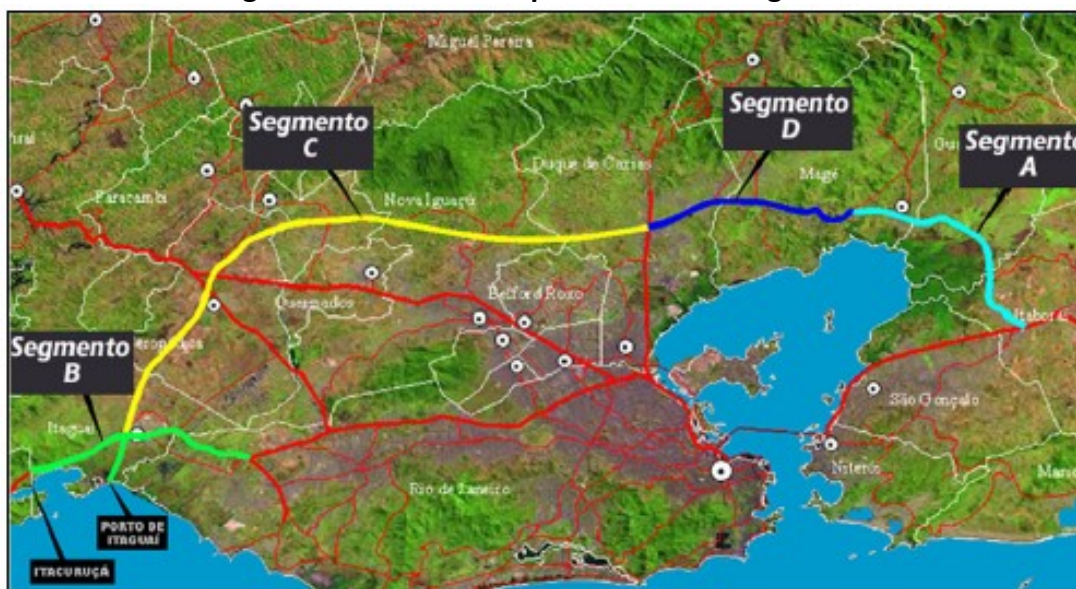 Miguel Pereira
Segmento
C
Segmento
D
Segmento
A
Duque de Caxias
Magé
Paracambi
Nova Iguaçú
Queimados
Belford Roxo
Itaboraí
Segmento
B
São Gonçalo
Itaguaí
Niterói
Rio de Janeiro
PORTO DE
ITAGUAÍ
ITACURUÇÁ